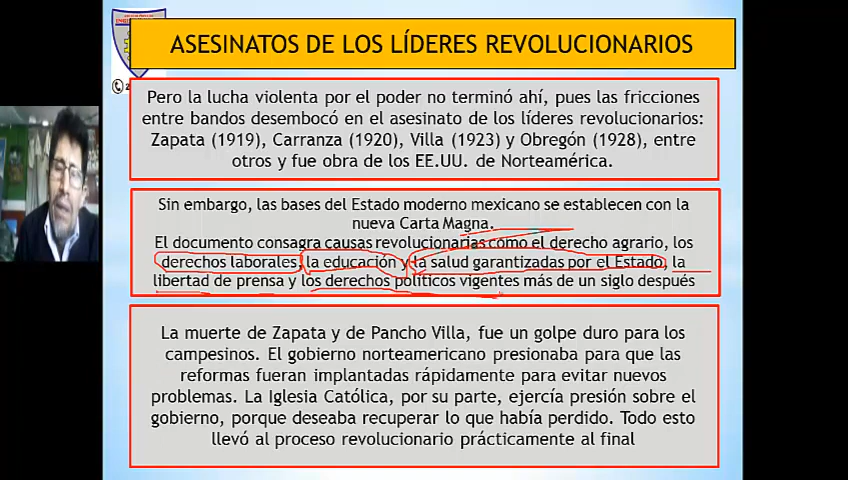 ASESINATOS DE LOS LÍDERES REVOLUCIONARIOS
Pero la lucha violenta por el poder no terminó ahí, pues las fricciones
entre bandos desembocó en el asesinato de los líderes revolucionarios:
Zapata (1919), Carranza (1920), Villa (1923) y Obregón (1928), entre
otros y fue obra de los EE.UU. de Norteamérica.
Sin embargo, las bases del Estado moderno mexicano se establecen con la
nueva Carta Magna.
El documento consagra causas revolucionarias como el derecho agrario, los
derechos laborales, la educación y la salud garantizadas por el Estado, la
libertad de prensa y los derechos políticos vigentes más de un siglo después
La muerte de Zapata y de Pancho Villa, fue un golpe duro para los
campesinos. El gobierno norteamericano presionaba para que las
reformas fueran implantadas rápidamente para evitar nuevos
problemas. La Iglesia Católica, por su parte, ejercía presión sobre el
gobierno, porque deseaba recuperar lo que había perdido. Todo esto
llevó al proceso revolucionario prácticamente al final